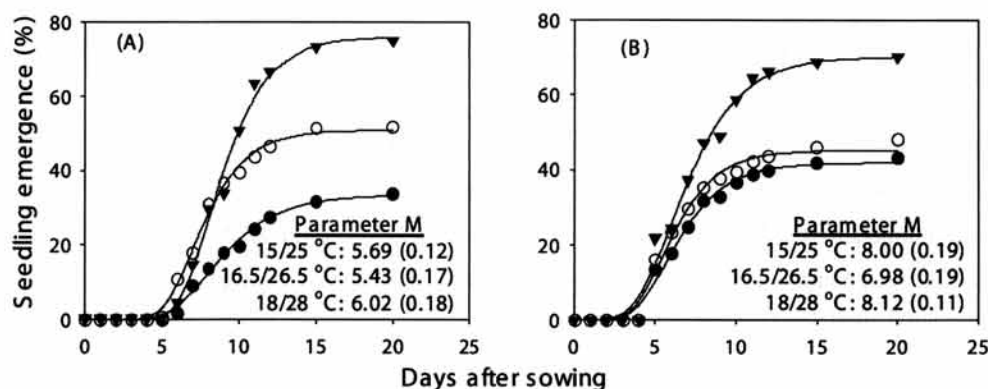 80
60
40
20
0
Seedling emergence (%)
(A)
Parameter M
15/25 °C: 5.69 (0.12)
16.5/26.5 °C: 5.43 (0.17)
18/28 °C: 6.02 (0.18)
0 5 10 15 20 25
80
60
40
20
0
(B)
Parameter M
15/25 °C: 8.00 (0.19)
16.5/26.5 °C: 6.98 (0.19)
18/28 °C: 8.12 (0.11)
0 5 10 15 20 25
Days after sowing